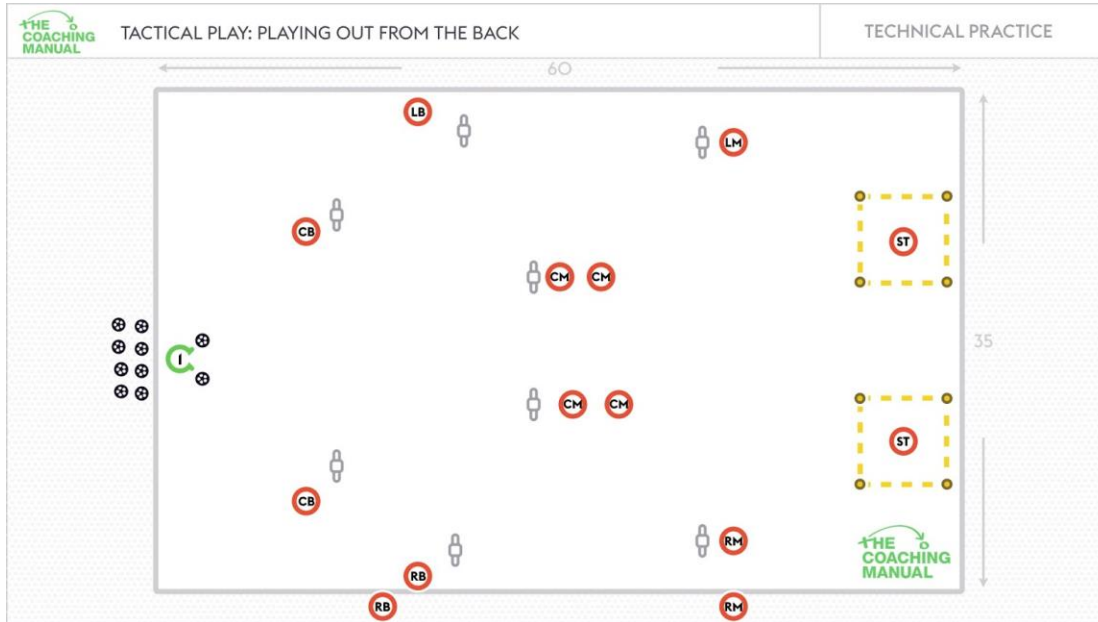 THE
COACHING
MANUAL
TACTICAL PLAY: PLAYING OUT FROM THE BACK
TECHNICAL PRACTICE
60
LB
LM
CB
ST
CM CM
35
1
CM CM
ST
CB
RM
THE
COACHING
MANUAL
RB
RB
RM